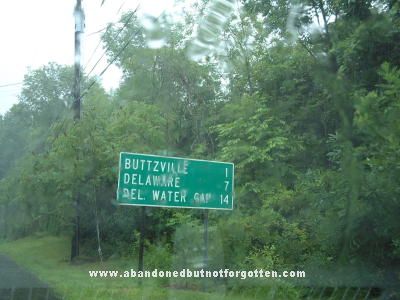 BUTTZVILLE 1
DELAWARE 7
DEL. WATER GAP 14
www.abandonedbutnotforgotten.com